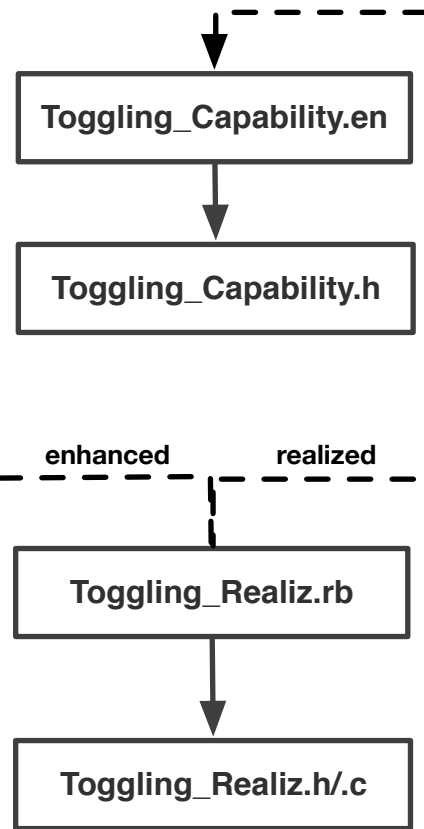 Toggling_Capability.en
Toggling_Capability.h
enhanced realized
Toggling_Realiz.rb
Toggling_Realiz.h/.c